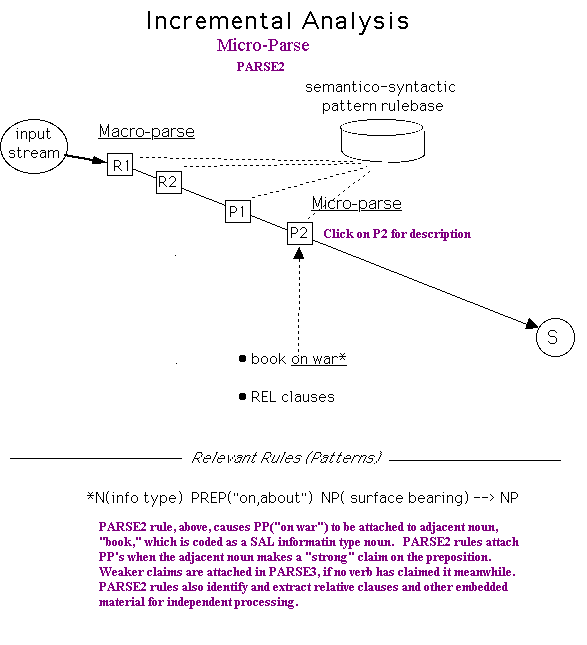 Incremental Analysis
Micro-Parse
PARSE2
semantico-syntactic
pattern rulebase
input
stream
Macro-parse
R1
R2
P1
Micro-parse
P2
Click on P2 for description
S
● book on war*
● REL clauses
Relevant Rules (Patterns)
*N(info type) PREP("on,about") NP( surface bearing) --> NP
PARSE2 rule, above, causes PP("on war") to be attached to adjacent noun,
"book," which is coded as a SAL informatin type noun. PARSE2 rules attach
PP's when the adjacent noun makes a "strong" claim on the preposition.
Weaker claims are attached in PARSE3, if no verb has claimed it meanwhile.
PARSE2 rules also identify and extract relative clauses and other embedded
material for independent processing.